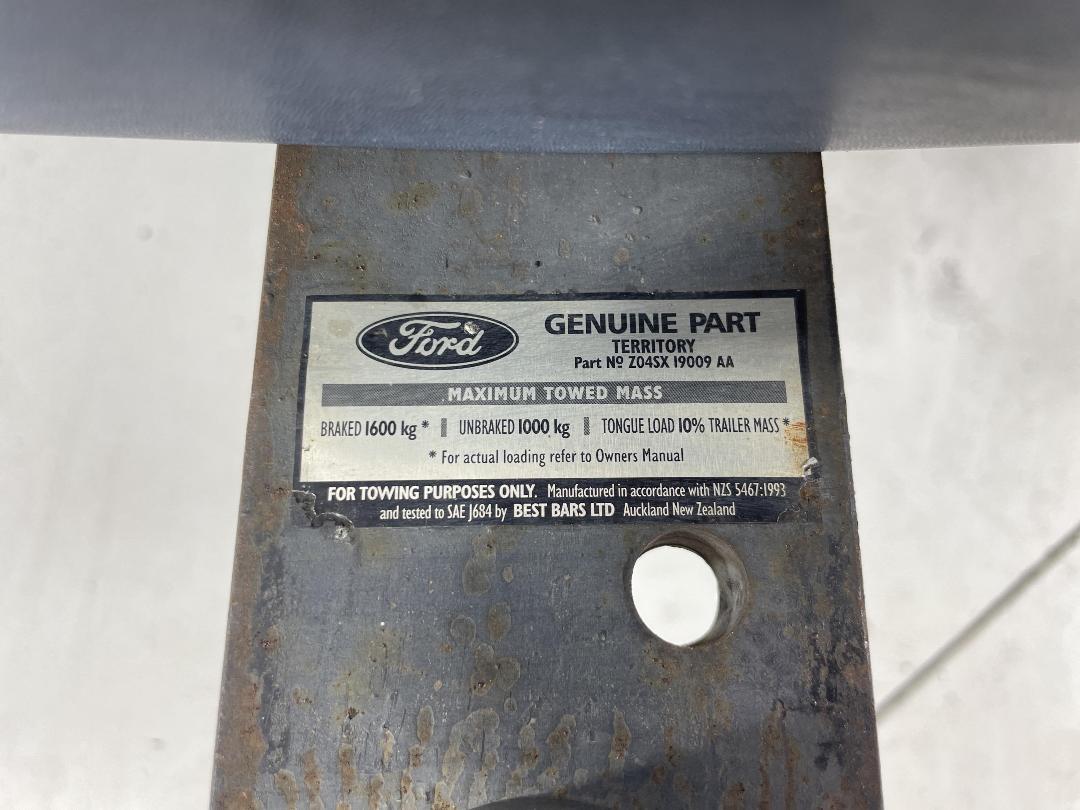 Ford
GENUINE PART
TERRITORY
Part Nº Z04SX 19009 AA
MAXIMUM TOWED MASS
BRAKED 1600 kg * UNBRAKED 1000 kg TONGUE LOAD 10% TRAILER MASS *
* For actual loading refer to Owners Manual
FOR TOWING PURPOSES ONLY. Manufactured in accordance with NZS 5467:1993
and tested to SAE J684 by BEST BARS LTD Auckland New Zealand